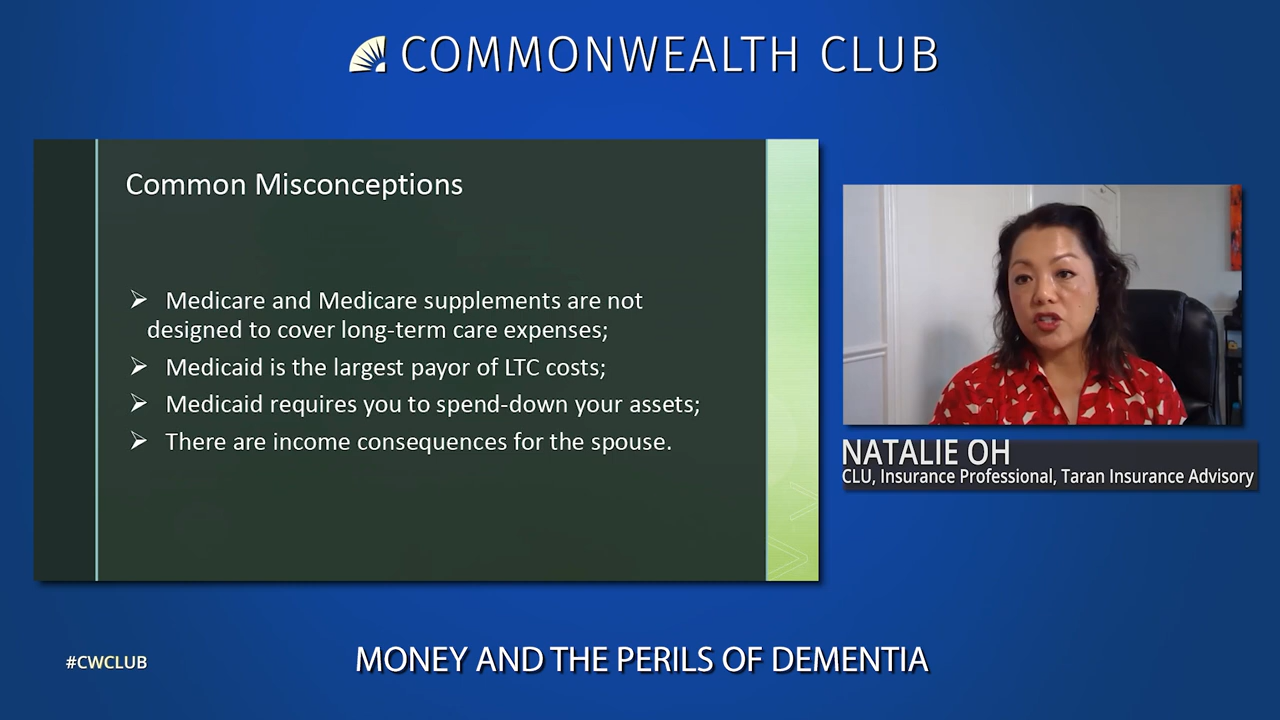 COMMONWEALTH CLUB
Common Misconceptions
Medicare and Medicare supplements are not
designed to cover long-term care expenses;
Medicaid is the largest payor of LTC costs;
Medicaid requires you to spend-down your assets;
There are income consequences for the spouse.
NATALIE OH
CLU, Insurance Professional, Taran Insurance Advisory
#CWCLUB
MONEY AND THE PERILS OF DEMENTIA